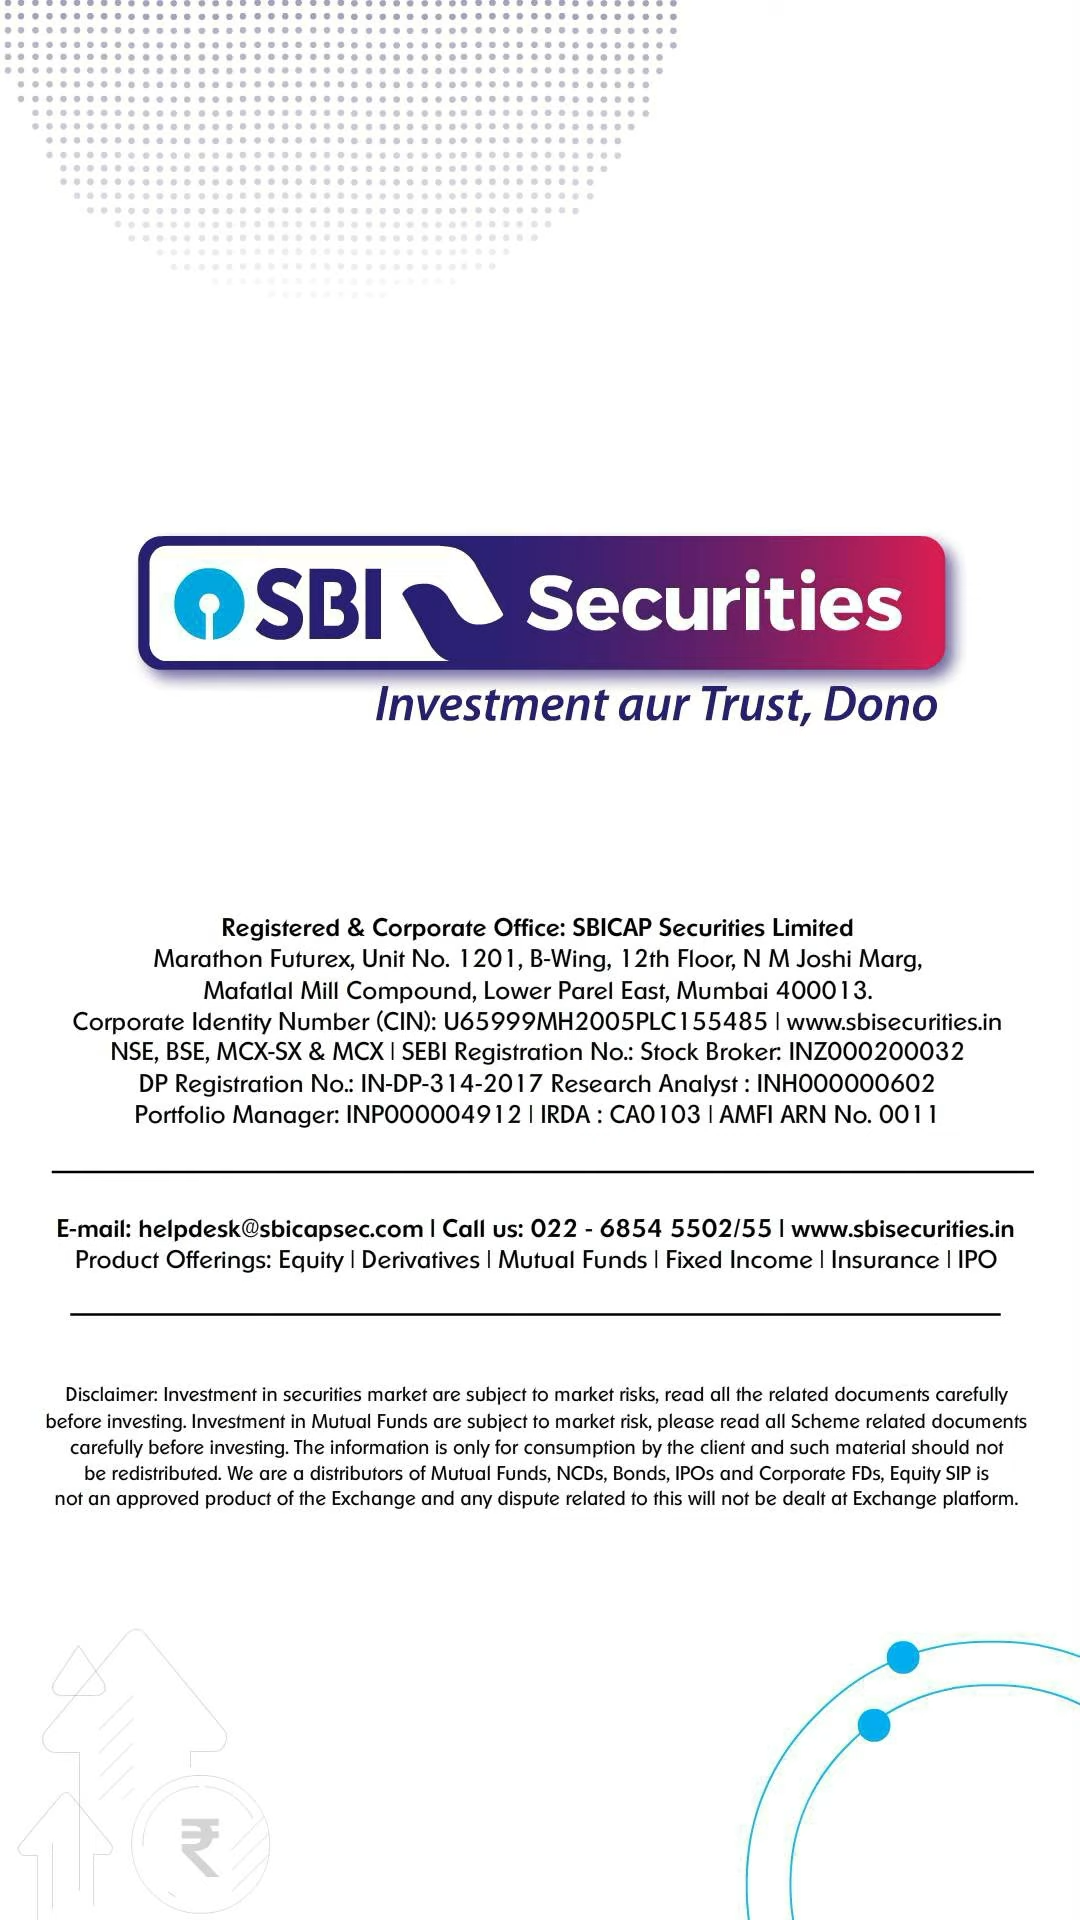 SBI Securities
Investment aur Trust, Dono
Registered & Corporate Office: SBICAP Securities Limited
Marathon Futurex, Unit No. 1201, B-Wing, 12th Floor, N M Joshi Marg,
Mafatlal Mill Compound, Lower Parel East, Mumbai 400013.
Corporate Identity Number (CIN): U65999MH2005PLC155485 | www.sbisecurities.in
NSE, BSE, MCX-SX & MCX | SEBI Registration No.: Stock Broker: INZ000200032
DP Registration No.: IN-DP-314-2017 Research Analyst : INH000000602
Portfolio Manager: INP000004912 | IRDA : CA0103 | AMFI ARN No. 0011
E-mail: helpdesk@sbicapsec.com | Call us: 022 - 6854 5502/55 | www.sbisecurities.in
Product Offerings: Equity | Derivatives | Mutual Funds | Fixed Income | Insurance | IPO
Disclaimer: Investment in securities market are subject to market risks, read all the related documents carefully
before investing. Investment in Mutual Funds are subject to market risk, please read all Scheme related documents
carefully before investing. The information is only for consumption by the client and such material should not
be redistributed. We are a distributors of Mutual Funds, NCDs, Bonds, IPOs and Corporate FDs, Equity SIP is
not an approved product of the Exchange and any dispute related to this will not be dealt at Exchange platform.
₹